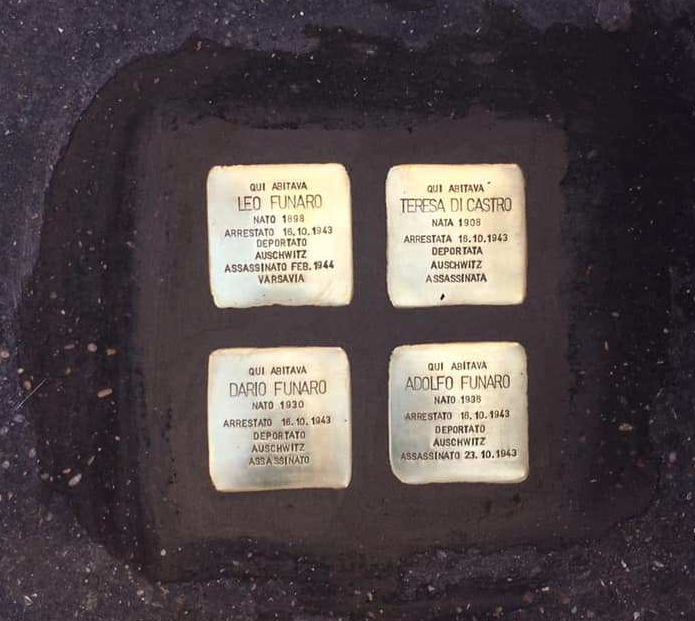 QUI ABITAVA
LEO FUNARO
NATO 1898
ARRESTATO 16.10.1943
DEPORTATO
AUSCHWITZ
ASSASSINATO FEB. 1944
VARSAVIA
QUI ABITAVA
TERESA DI CASTRO
NATA 1908
ARRESTATA 16.10.1943
DEPORTATA
AUSCHWITZ
ASSASSINATA
QUI ABITAVA
DARIO FUNARO
NATO 1930
ARRESTATO 16.10.1943
DEPORTATO
AUSCHWITZ
ASSASSINATO
QUI ABITAVA
ADOLFO FUNARO
NATO 1936
ARRESTATO 16.10.1943
DEPORTATO
AUSCHWITZ
ASSASSINATO 23.10.1943